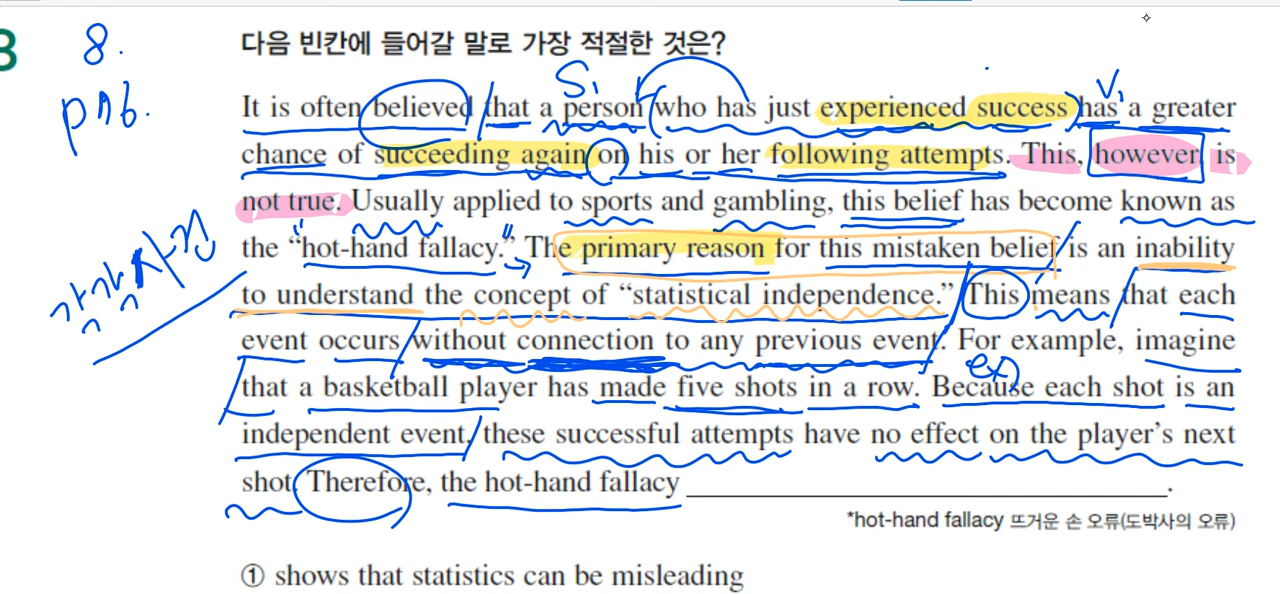 8.
p76.
다음 빈칸에 들어갈 말로 가장 적절한 것은?
S₁
V₁
It is often believed that a person who has just experienced success has a greater
chance of succeeding again on his or her following attempts. This, however, is
not true. Usually applied to sports and gambling, this belief has become known as
the “hot-hand fallacy.” The primary reason for this mistaken belief is an inability
to understand the concept of “statistical independence.” This means that each
event occurs without connection to any previous event. For example, imagine
ex)
that a basketball player has made five shots in a row. Because each shot is an
independent event, these successful attempts have no effect on the player’s next
shot. Therefore, the hot-hand fallacy
*hot-hand fallacy 뜨거운 손 오류(도박사의 오류)
① shows that statistics can be misleading